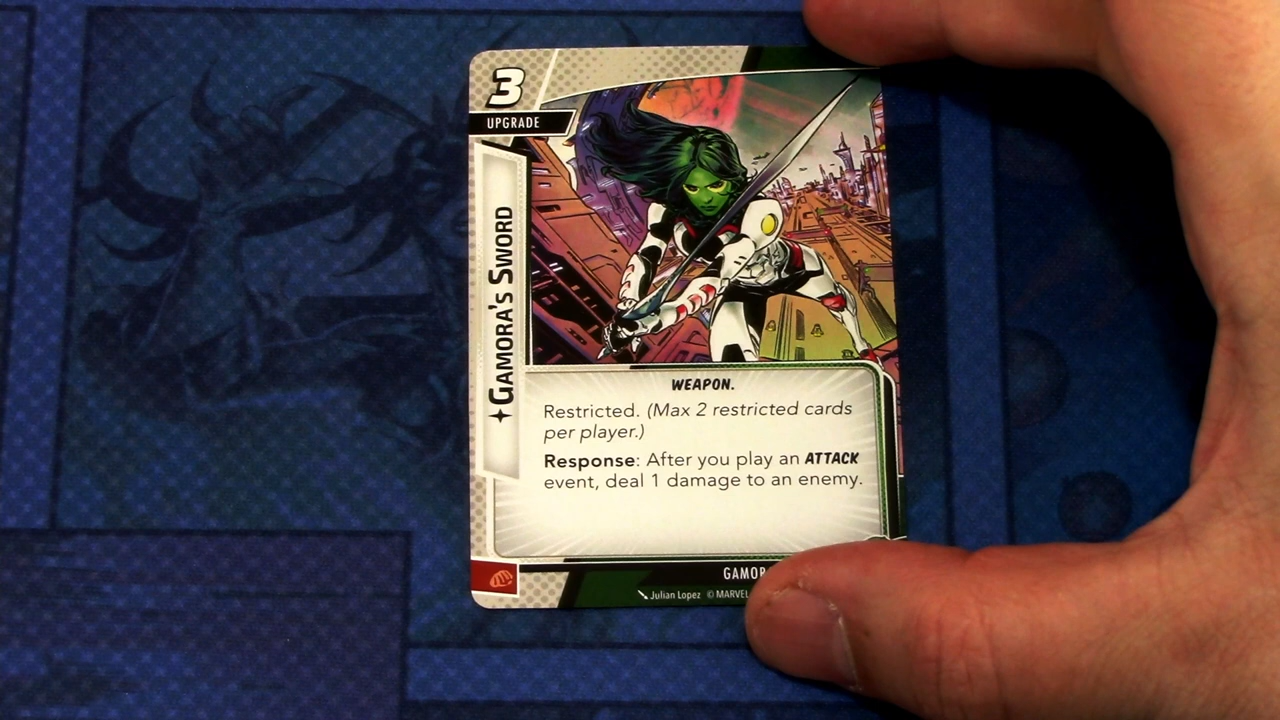 3
UPGRADE
GAMORA'S SWORD
WEAPON.
Restricted. (Max 2 restricted cards
per player.)
Response: After you play an ATTACK
event, deal 1 damage to an enemy.
Julian Lopez © MARVEL